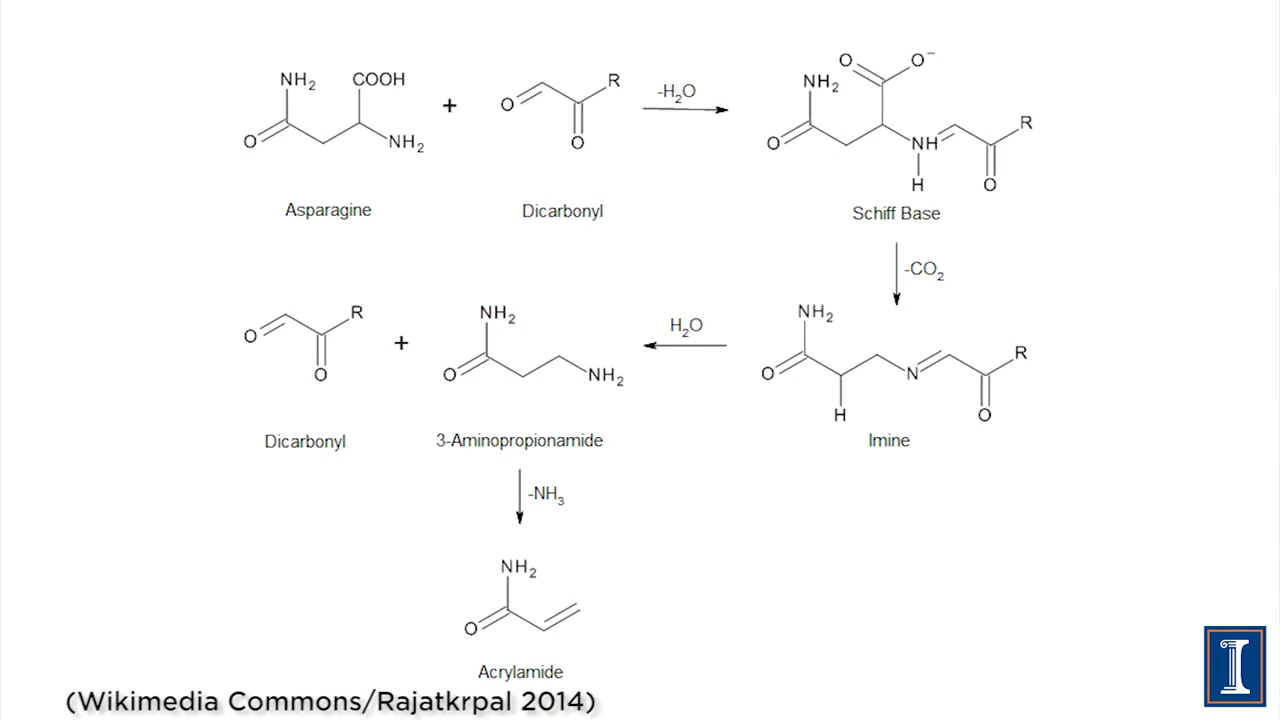 NH2 COOH
O NH2
+
O R
O
-H2O
O O−
NH2
O NH R
H O
Asparagine
Dicarbonyl
Schiff Base
-CO2
O R
O
+
NH2
O NH2
H2O
NH2
O N R
H O
Dicarbonyl
3-Aminopropionamide
Imine
-NH3
NH2
O
Acrylamide
(Wikimedia Commons/Rajatkrpal 2014)
I